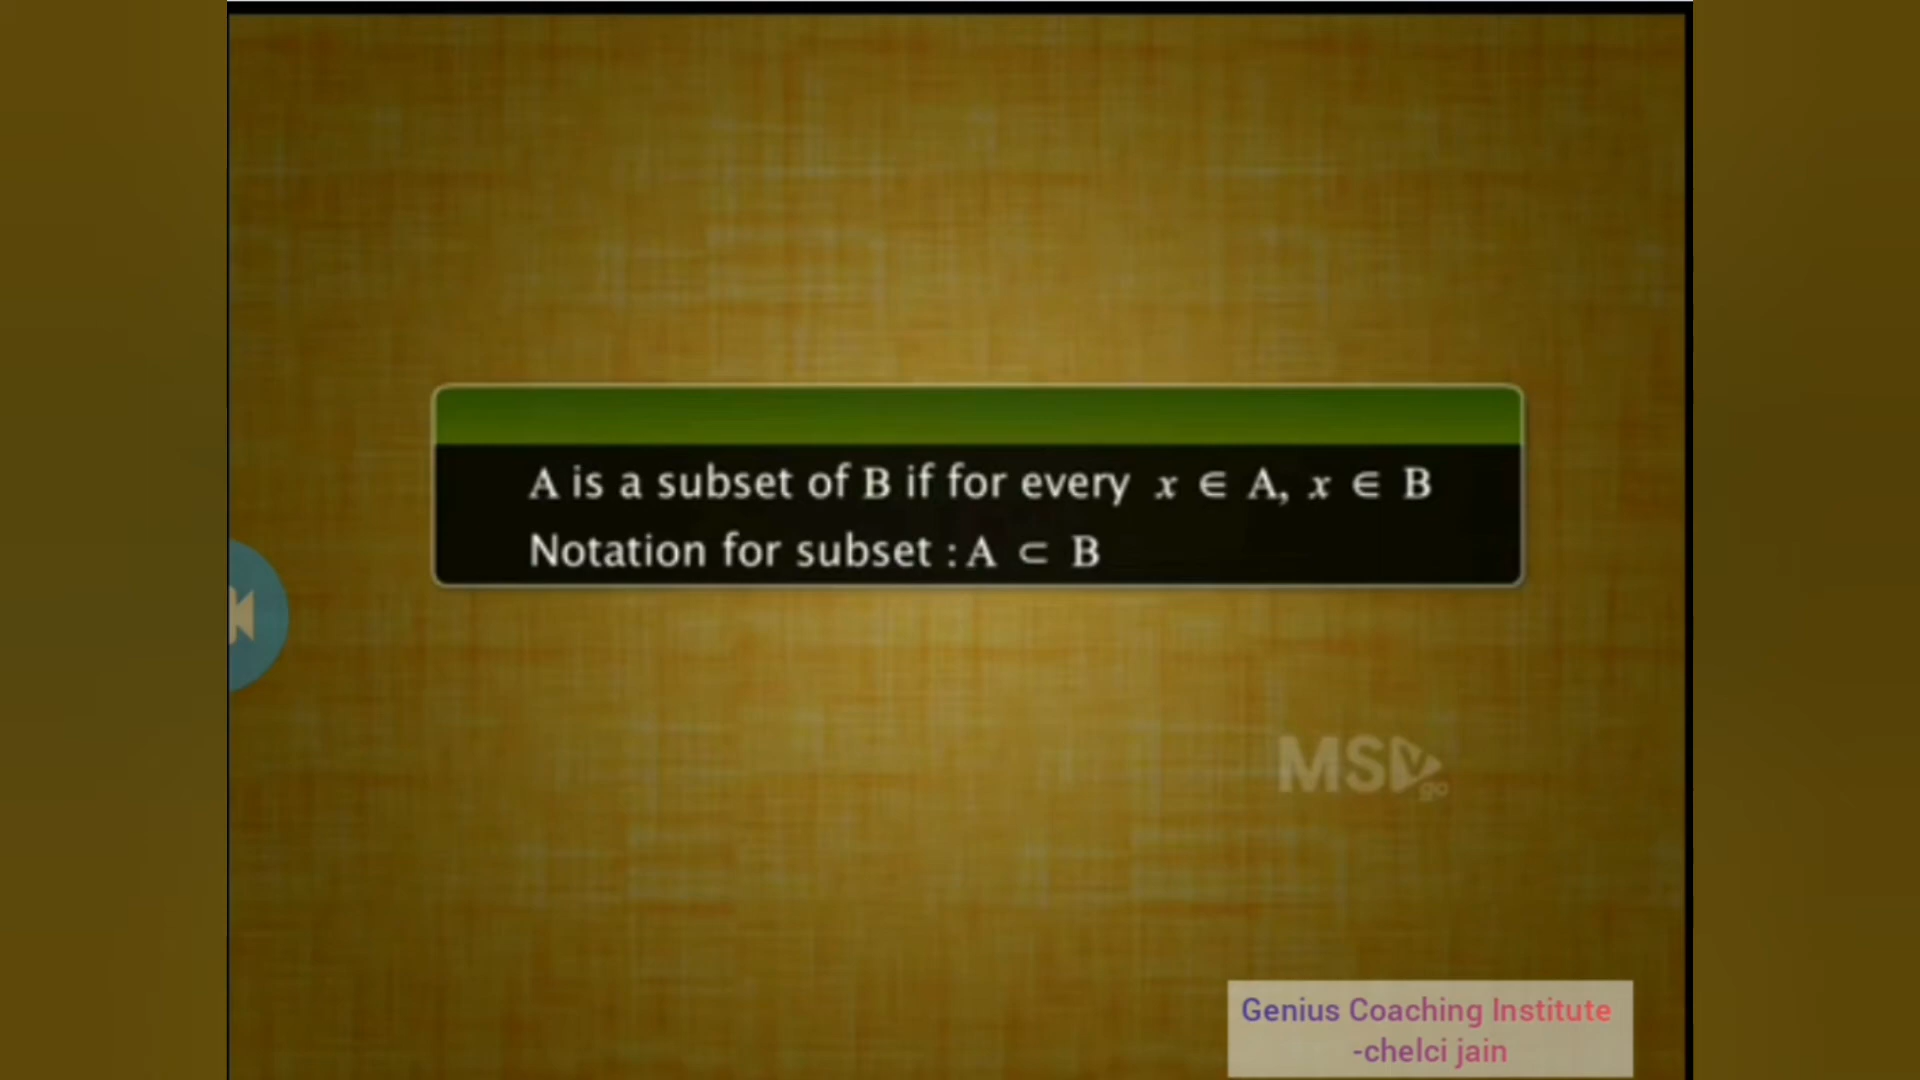 A is a subset of B if for every x ∈ A, x ∈ B
Notation for subset : A ⊂ B
MSV
go
Genius Coaching Institute
-chelci jain